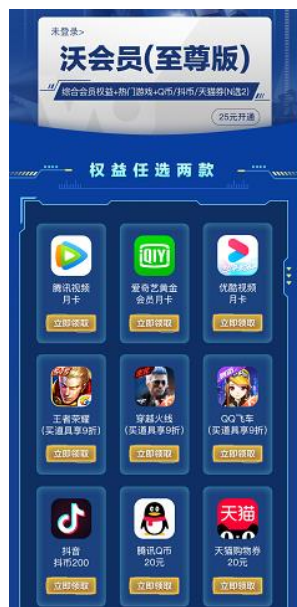 未登录>
沃会员(至尊版)
综合会员权益+热门游戏+Q币/抖币/天猫券(N选2)
25元开通
权益任选两款
iQIYI
腾讯视频
月卡
爱奇艺黄金
会员月卡
优酷视频
月卡
立即领取
立即领取
立即领取
王者荣耀
(买道具享9折)
穿越火线
(买道具享9折)
QQ飞车
(买道具享9折)
立即领取
立即领取
立即领取
天猫
抖音
抖币200
腾讯Q币
20元
天猫购物券
20元
立即领取
立即领取
立即领取